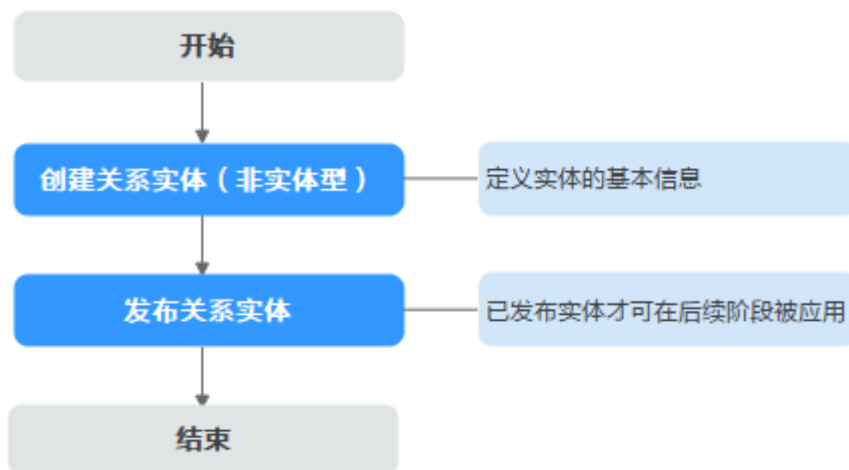 开始
创建关系实体（非实体型）
定义实体的基本信息
发布关系实体
已发布实体才可在后续阶段被应用
结束